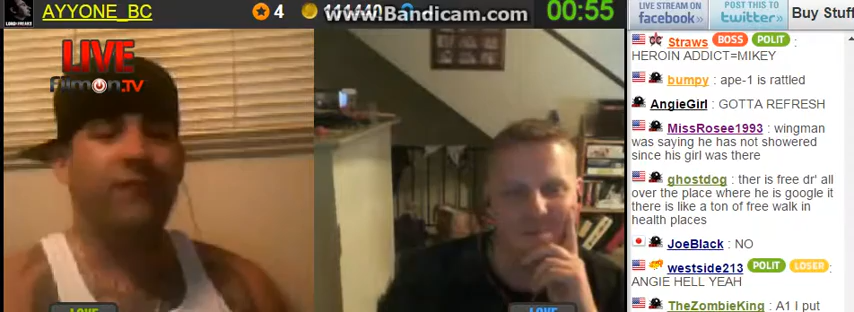 AYYONE_BC
4
www.Bandicam.com
00:55
LIVE STREAM ON
facebook»
POST THIS TO
twitter»
Buy Stuff
LIVE
FilmOn.TV
Straws BOSS POLIT :
HEROIN ADDICT=MIKEY
bumpy : ape-1 is rattled
AngieGirl : GOTTA REFRESH
MissRosee1993 : wingman
was saying he has not showered
since his girl was there
ghostdog : ther is free dr' all
over the place where he is google it
there is like a ton of free walk in
health places
JoeBlack : NO
westside213 POLIT LOSER :
ANGIE HELL YEAH
TheZombieKing : A1 I put
LOVE
LOVE